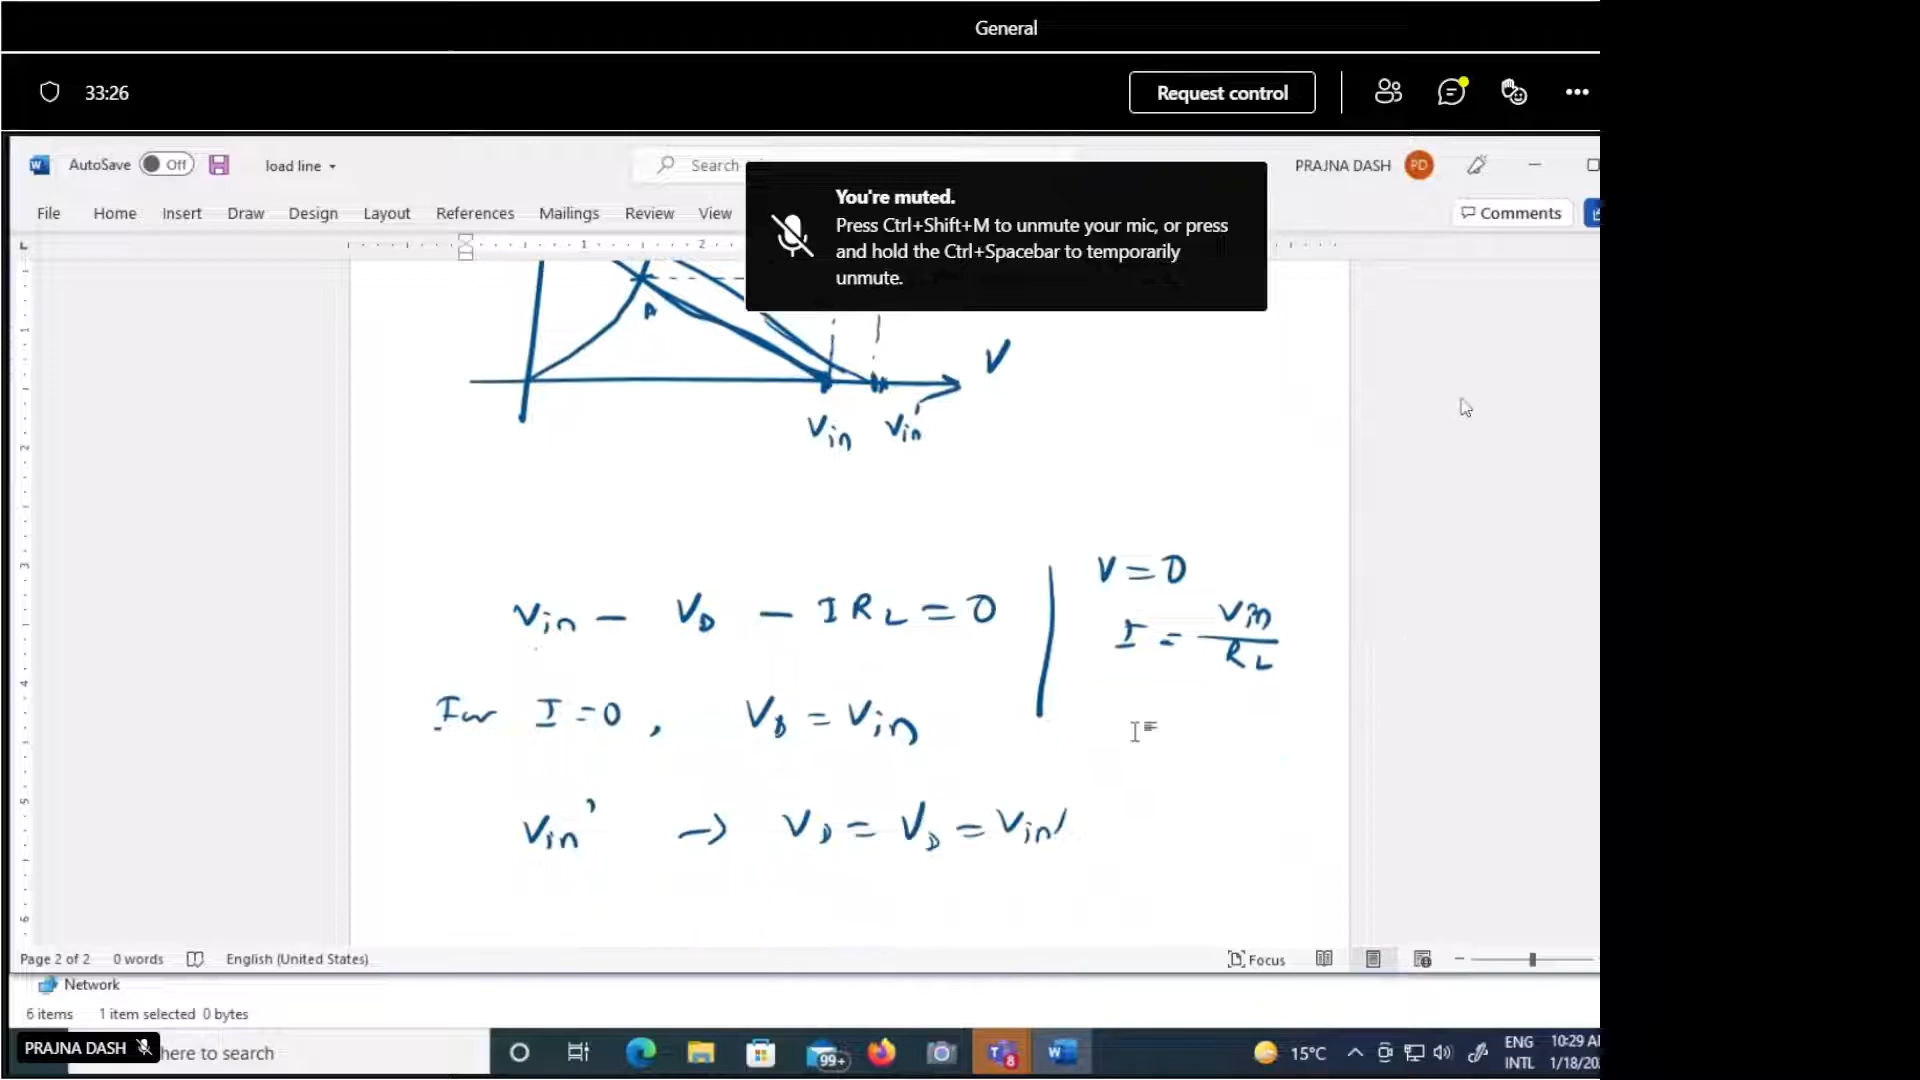 General
33:26
Request control
AutoSave Off load line Search PRAJNA DASH PD
You're muted.
Press Ctrl+Shift+M to unmute your mic, or press
and hold the Ctrl+Spacebar to temporarily
unmute.
File Home Insert Draw Design Layout References Mailings Review View Comments
A
V
Vin Vin'
Vin - VD - IRL = 0
V = 0
I = Vin / RL
For I = 0, VD = Vin
Vin' -> VD = VD = Vin'
Page 2 of 2 0 words English (United States) Focus
Network
6 items 1 item selected 0 bytes
PRAJNA DASH here to search
99+ 8 15°C ENG 10:29
INTL 1/18/20